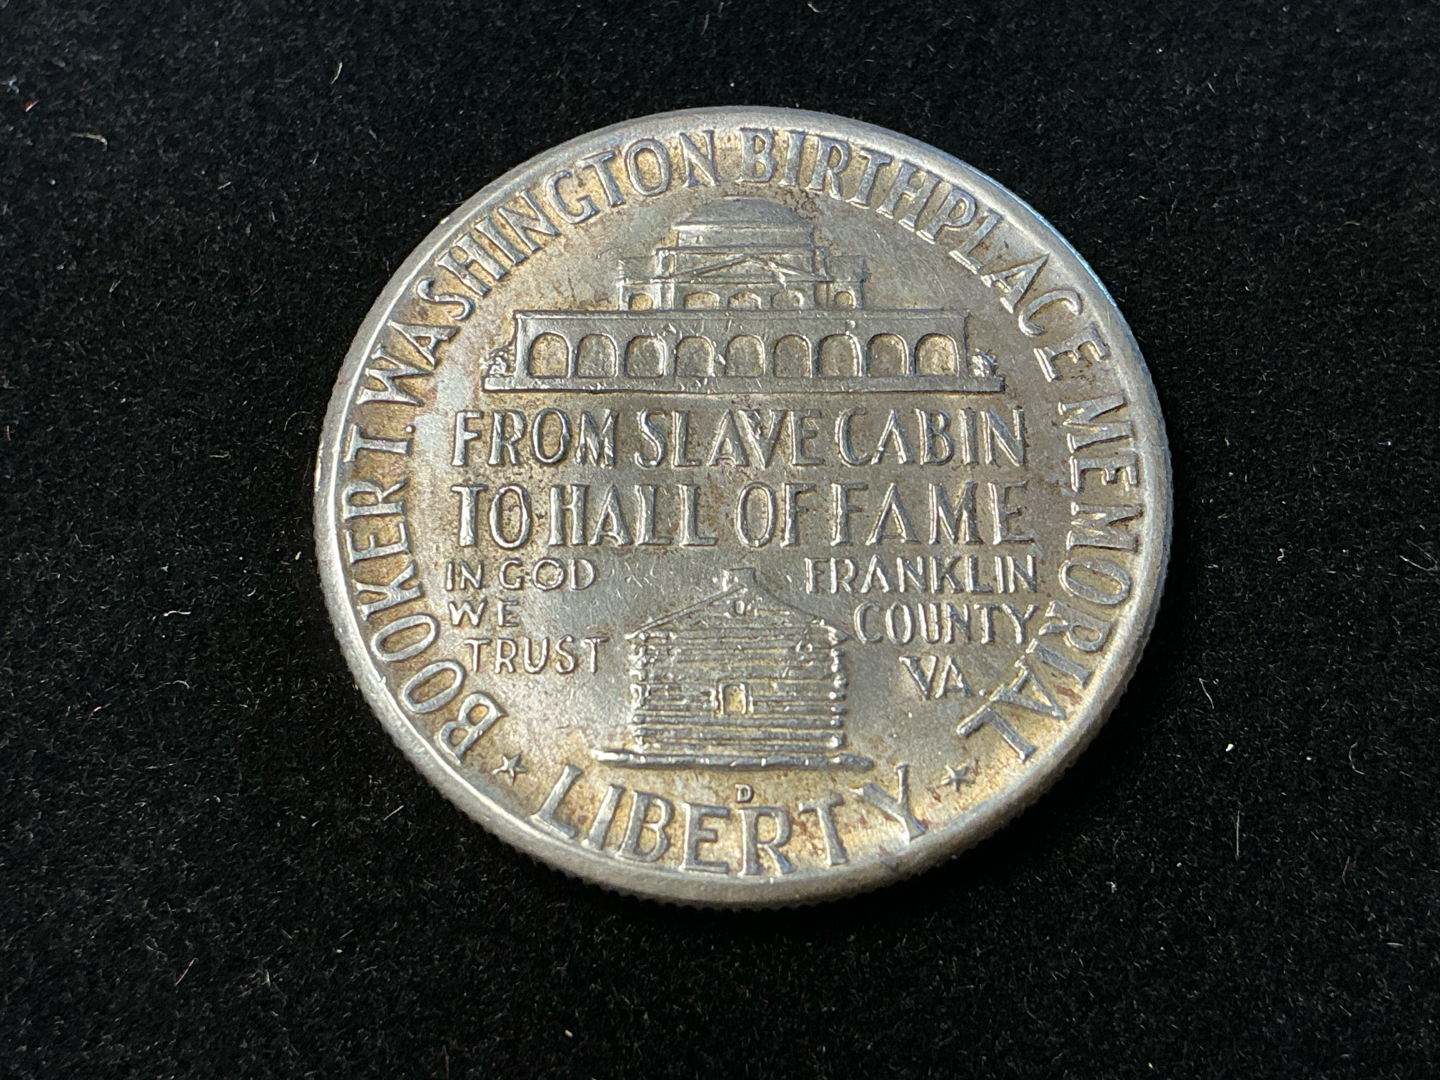 BOOKER T. WASHINGTON BIRTHPLACE MEMORIAL
FROM SLAVE CABIN
TO HALL OF FAME
IN GOD
WE
TRUST
FRANKLIN
COUNTY
VA.
D
LIBERTY